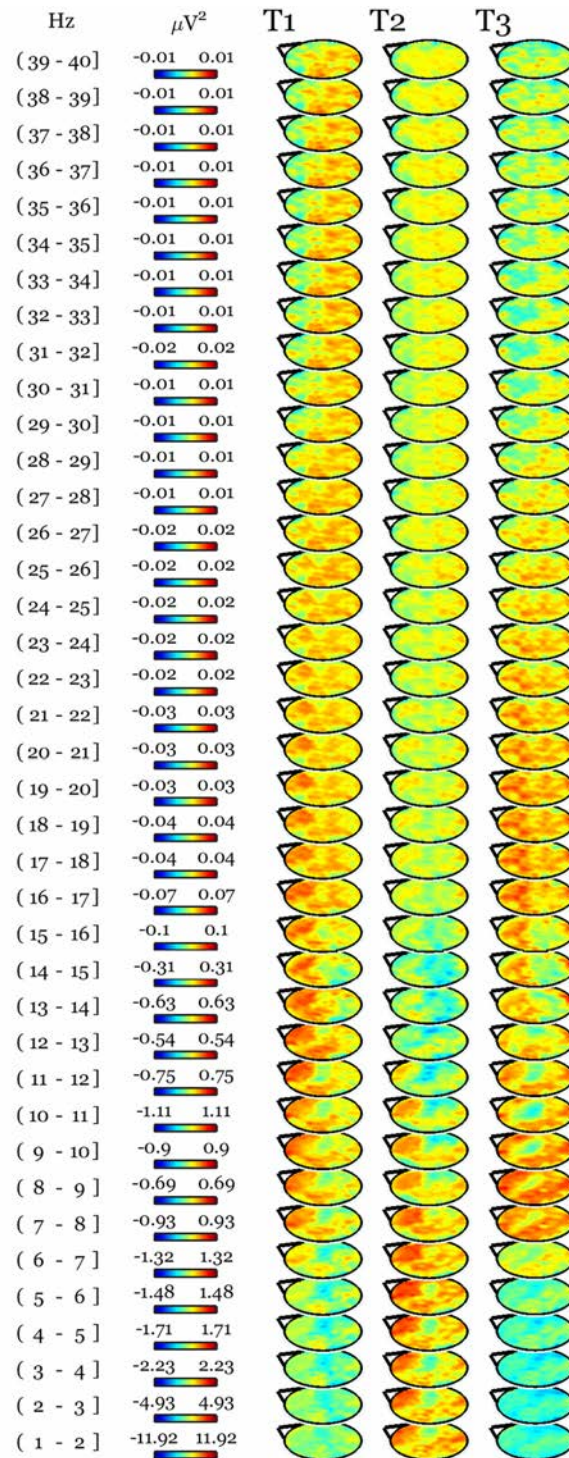 Hz μV² T1 T2 T3
(39 - 40] -0.01 0.01
(38 - 39] -0.01 0.01
(37 - 38] -0.01 0.01
(36 - 37] -0.01 0.01
(35 - 36] -0.01 0.01
(34 - 35] -0.01 0.01
(33 - 34] -0.01 0.01
(32 - 33] -0.01 0.01
(31 - 32] -0.02 0.02
(30 - 31] -0.01 0.01
(29 - 30] -0.01 0.01
(28 - 29] -0.01 0.01
(27 - 28] -0.01 0.01
(26 - 27] -0.02 0.02
(25 - 26] -0.02 0.02
(24 - 25] -0.02 0.02
(23 - 24] -0.02 0.02
(22 - 23] -0.02 0.02
(21 - 22] -0.03 0.03
(20 - 21] -0.03 0.03
(19 - 20] -0.03 0.03
(18 - 19] -0.04 0.04
(17 - 18] -0.04 0.04
(16 - 17] -0.07 0.07
(15 - 16] -0.1 0.1
(14 - 15] -0.31 0.31
(13 - 14] -0.63 0.63
(12 - 13] -0.54 0.54
(11 - 12] -0.75 0.75
(10 - 11] -1.11 1.11
( 9 - 10] -0.9 0.9
( 8 - 9] -0.69 0.69
( 7 - 8] -0.93 0.93
( 6 - 7] -1.32 1.32
( 5 - 6] -1.48 1.48
( 4 - 5] -1.71 1.71
( 3 - 4] -2.23 2.23
( 2 - 3] -4.93 4.93
( 1 - 2] -11.92 11.92